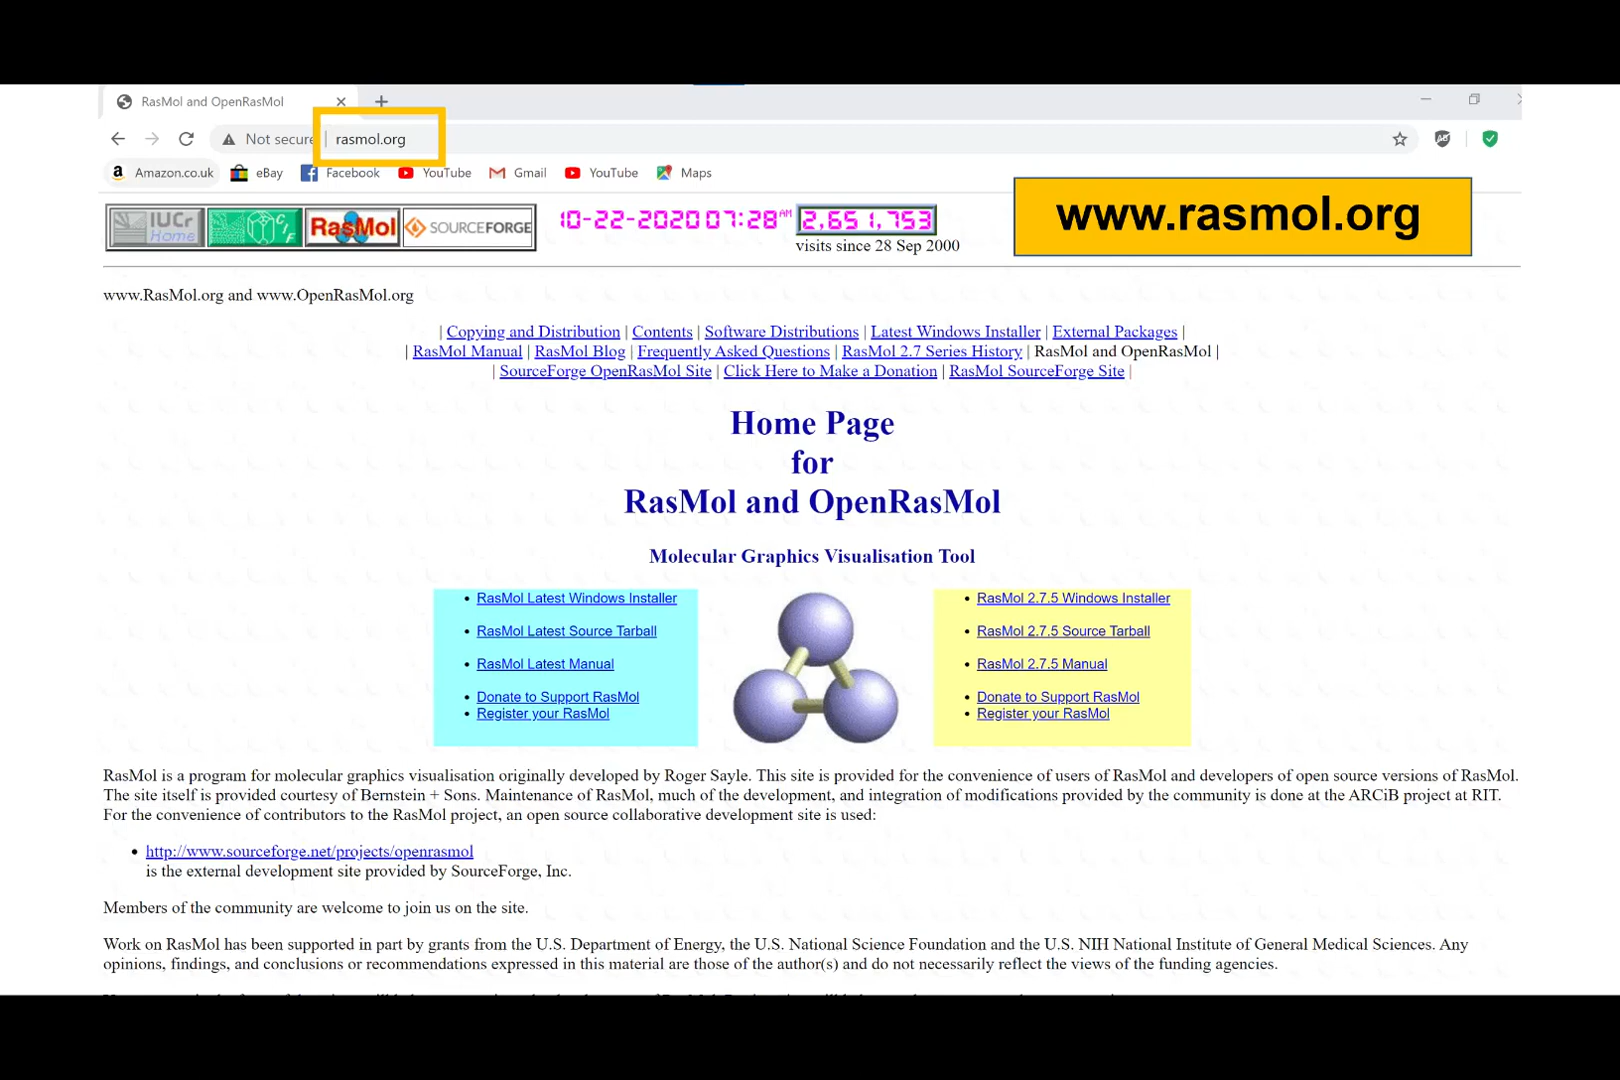 RasMol and OpenRasMol
Not secure | rasmol.org
Amazon.co.uk eBay Facebook YouTube Gmail YouTube Maps
IUCr Home RasMol SOURCEFORGE 10-22-2020 07:28 AM 2,651,753
visits since 28 Sep 2000
www.rasmol.org
www.RasMol.org and www.OpenRasMol.org
| Copying and Distribution | Contents | Software Distributions | Latest Windows Installer | External Packages |
| RasMol Manual | RasMol Blog | Frequently Asked Questions | RasMol 2.7 Series History | RasMol and OpenRasMol |
| SourceForge OpenRasMol Site | Click Here to Make a Donation | RasMol SourceForge Site |
Home Page
for
RasMol and OpenRasMol
Molecular Graphics Visualisation Tool
• RasMol Latest Windows Installer
• RasMol Latest Source Tarball
• RasMol Latest Manual
• Donate to Support RasMol
• Register your RasMol
• RasMol 2.7.5 Windows Installer
• RasMol 2.7.5 Source Tarball
• RasMol 2.7.5 Manual
• Donate to Support RasMol
• Register your RasMol
RasMol is a program for molecular graphics visualisation originally developed by Roger Sayle. This site is provided for the convenience of users of RasMol and developers of open source versions of RasMol.
The site itself is provided courtesy of Bernstein + Sons. Maintenance of RasMol, much of the development, and integration of modifications provided by the community is done at the ARCiB project at RIT.
For the convenience of contributors to the RasMol project, an open source collaborative development site is used:
• http://www.sourceforge.net/projects/openrasmol
is the external development site provided by SourceForge, Inc.
Members of the community are welcome to join us on the site.
Work on RasMol has been supported in part by grants from the U.S. Department of Energy, the U.S. National Science Foundation and the U.S. NIH National Institute of General Medical Sciences. Any
opinions, findings, and conclusions or recommendations expressed in this material are those of the author(s) and do not necessarily reflect the views of the funding agencies.